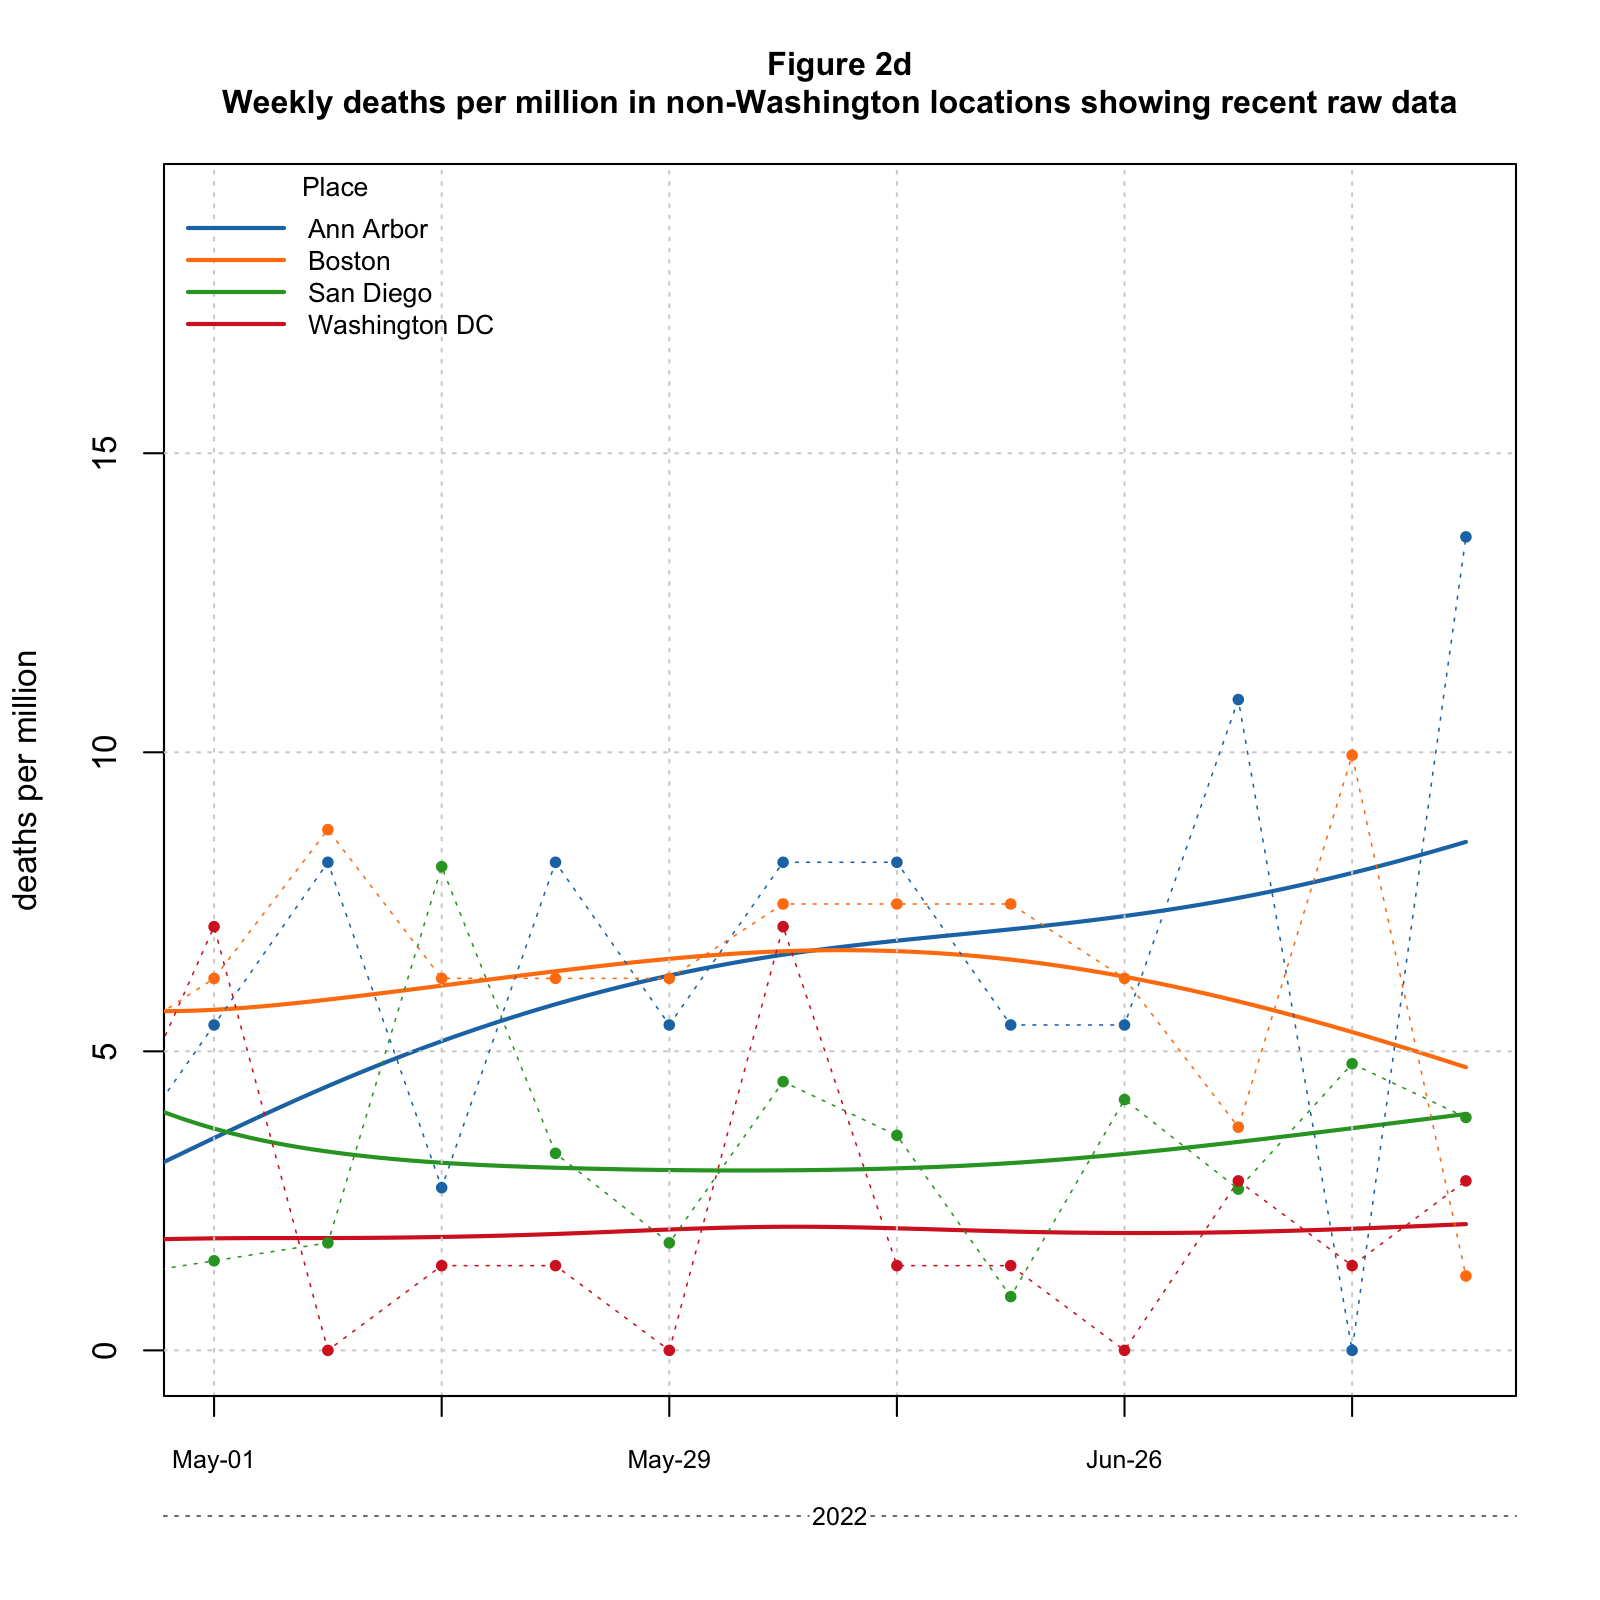 Figure 2d
Weekly deaths per million in non-Washington locations showing recent raw data
Place
Ann Arbor
Boston
San Diego
Washington DC
deaths per million
15
10
5
0
May-01
May-29
Jun-26
2022